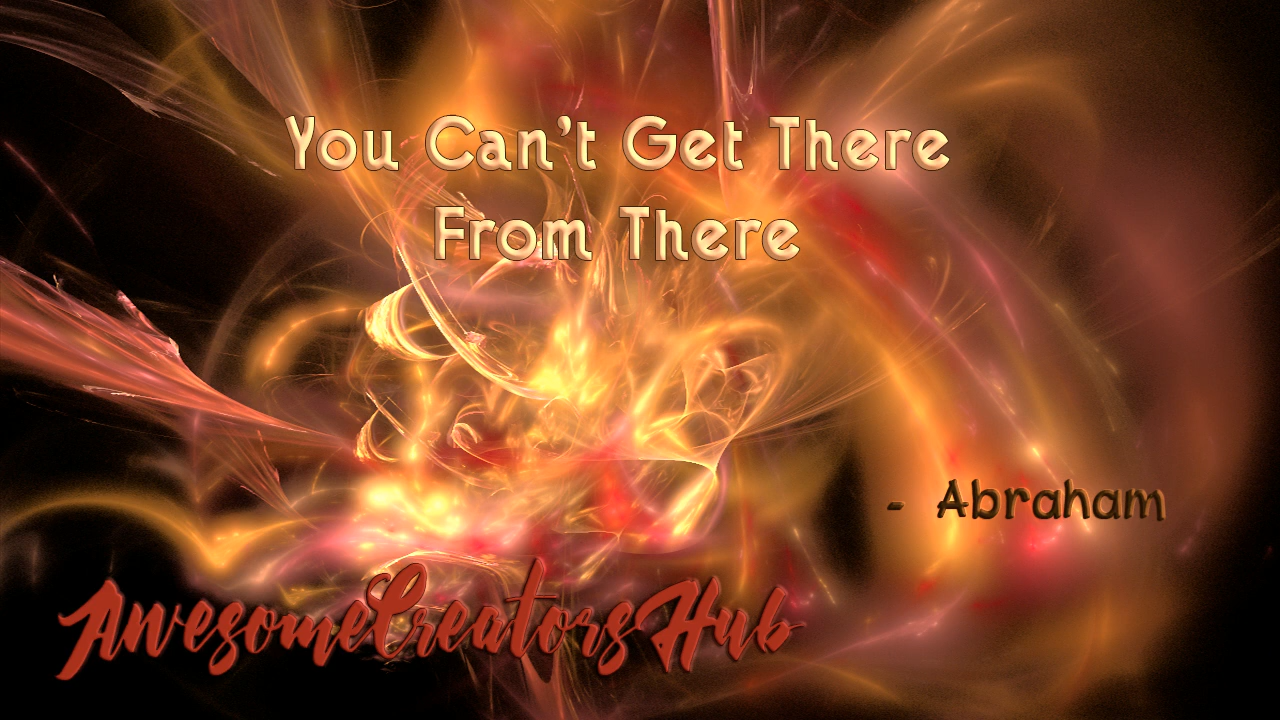 You Can’t Get There
From There
- Abraham
AwesomeCreatorsHub